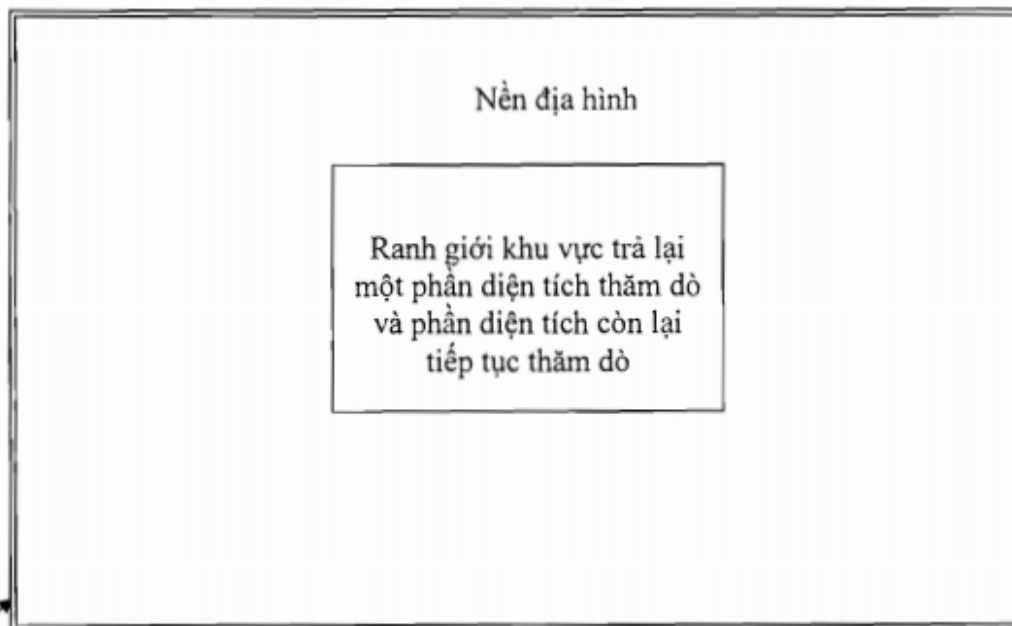 Nền địa hình
Ranh giới khu vực trả lại
một phần diện tích thăm dò
và phần diện tích còn lại
tiếp tục thăm dò